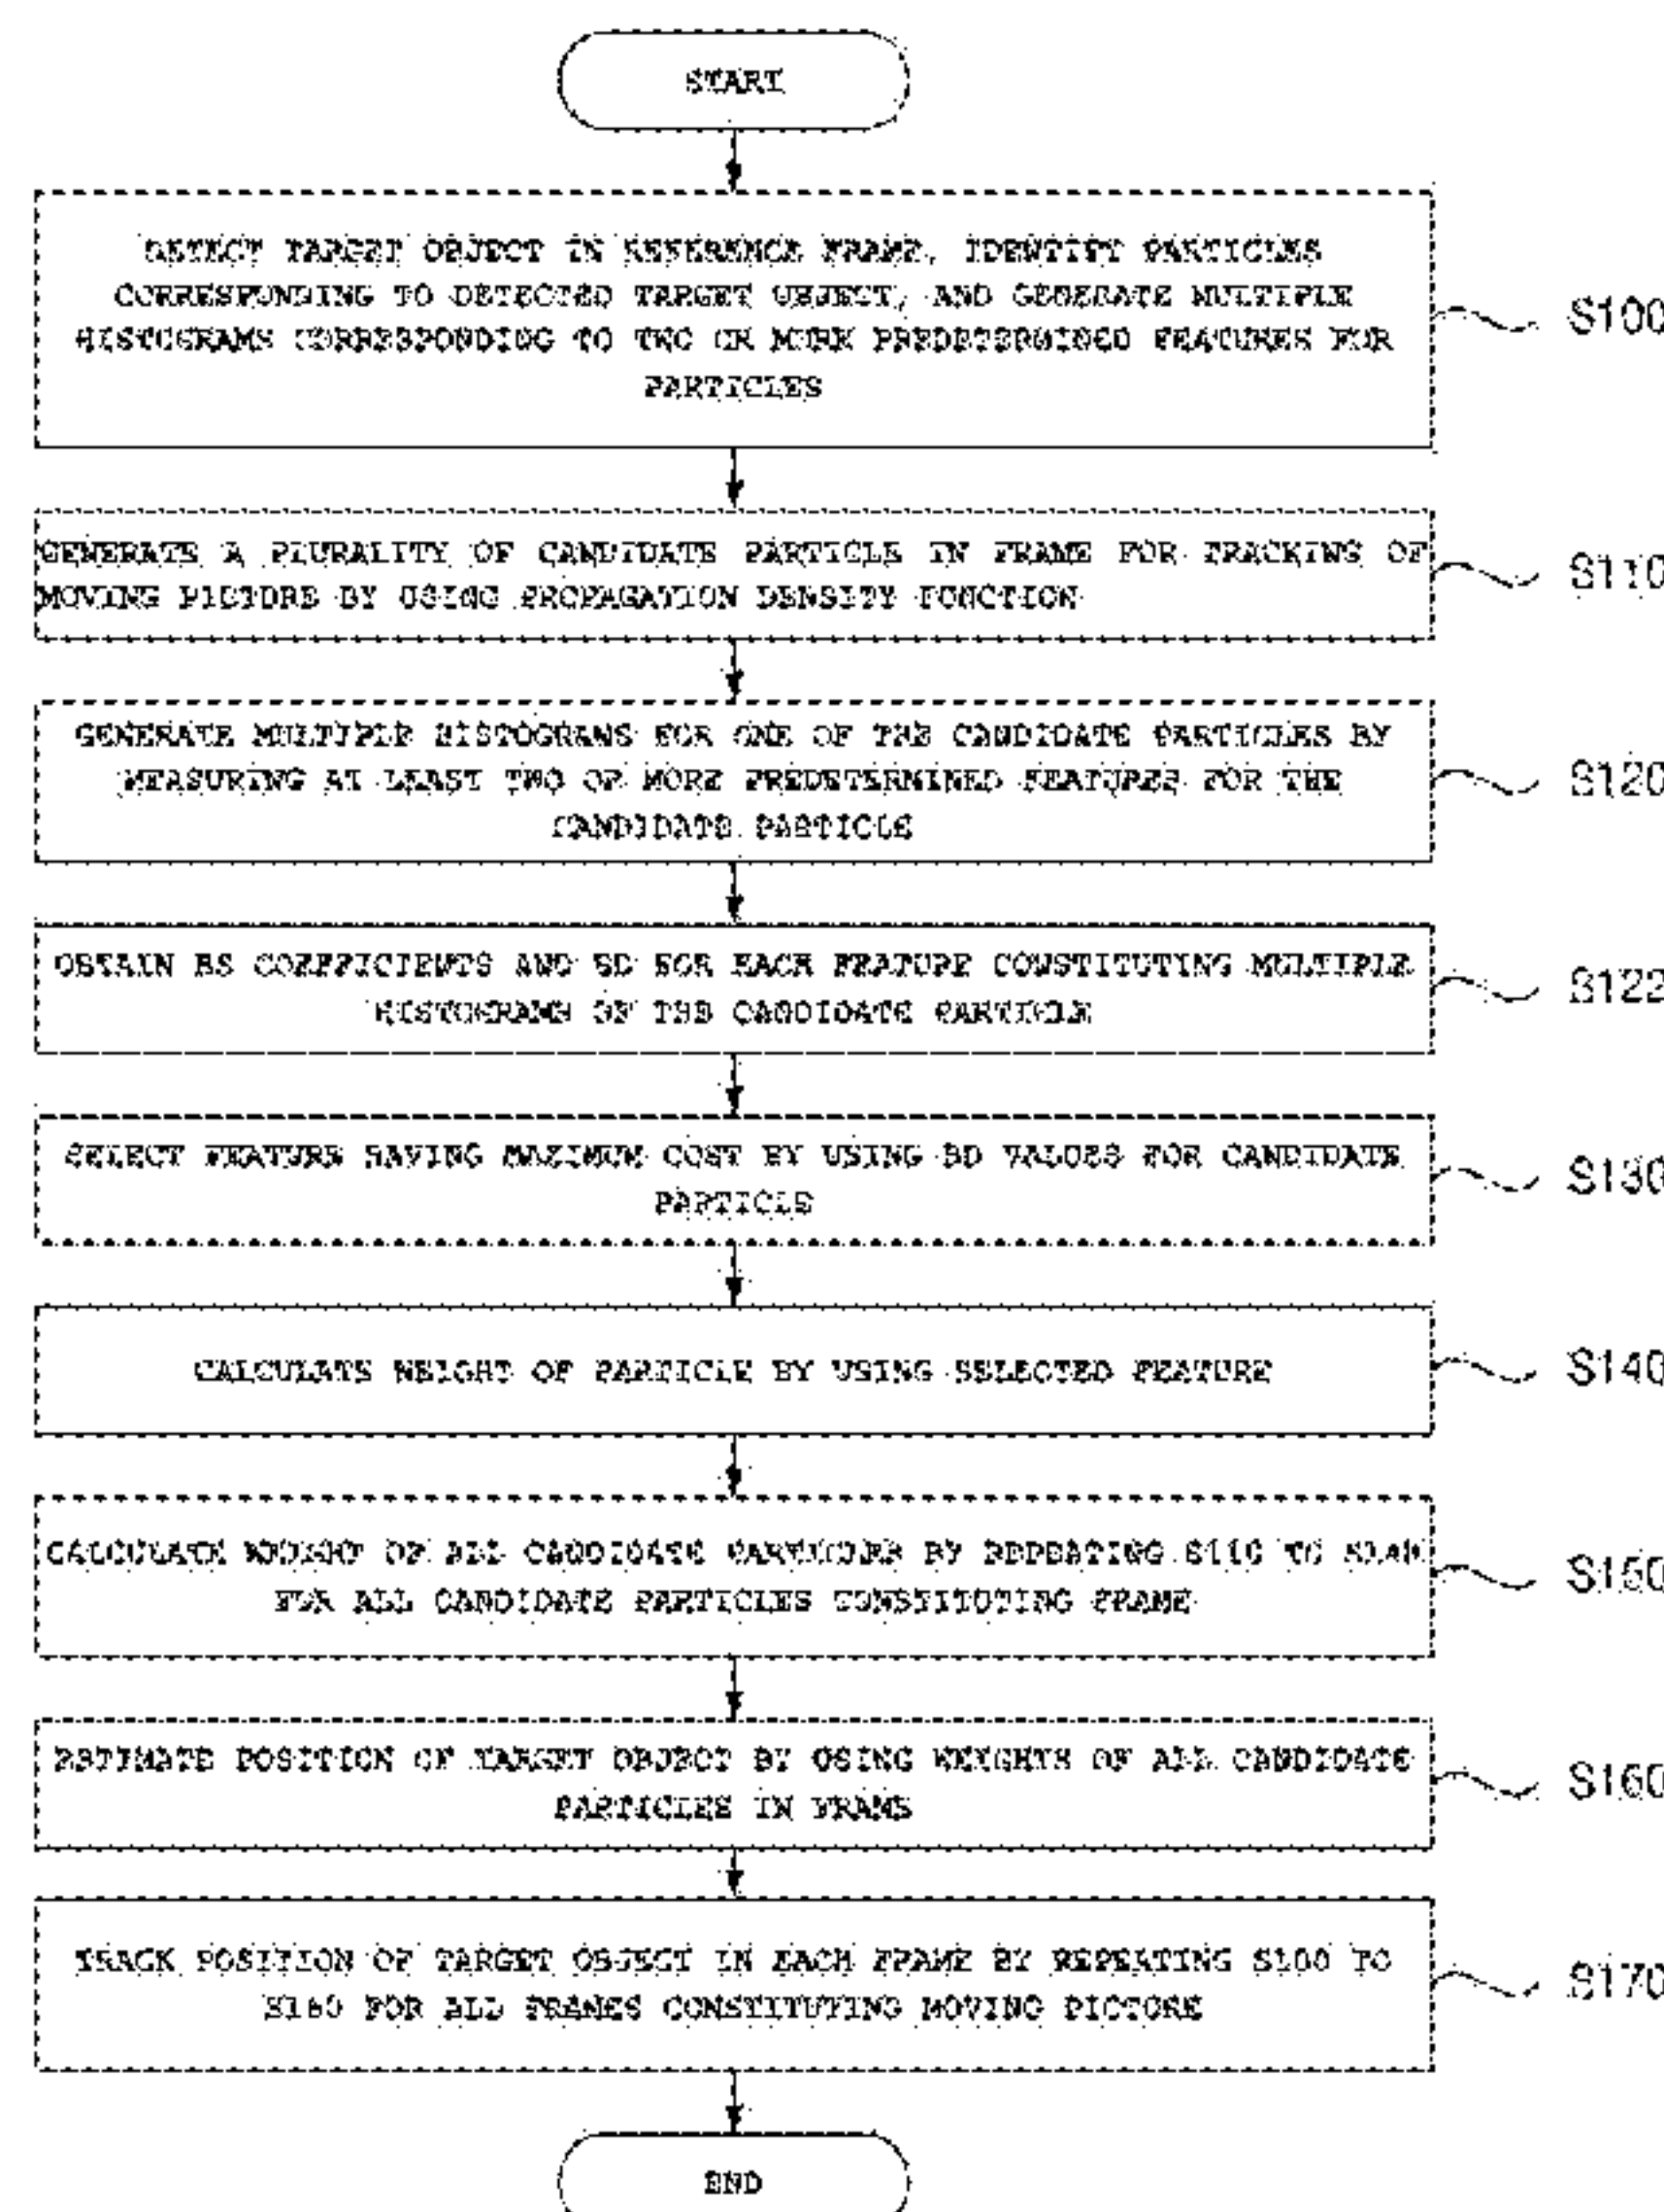 START
DETECT TARGET OBJECT IN REFERENCE FRAME, IDENTIFY PARTICLES
CORRESPONDING TO DETECTED TARGET OBJECT, AND GENERATE MULTIPLE
HISTOGRAMS CORRESPONDING TO TWO OR MORE PREDETERMINED FEATURES FOR
PARTICLES
S100
GENERATE A PLURALITY OF CANDIDATE PARTICLE IN FRAME FOR TRACKING OF
MOVING PICTURE BY USING PROPAGATION DENSITY FUNCTION
S110
GENERATE MULTIPLE HISTOGRAMS FOR ONE OF THE CANDIDATE PARTICLES BY
MEASURING AT LEAST TWO OR MORE PREDETERMINED FEATURES FOR THE
CANDIDATE PARTICLE
S120
OBTAIN COEFFICIENTS AND BD FOR EACH FEATURE CONSTITUTING MULTIPLE
HISTOGRAMS OF THE CANDIDATE PARTICLE
S122
SELECT FEATURE HAVING MAXIMUM COST BY USING BD VALUES FOR CANDIDATE
PARTICLE
S130
CALCULATE WEIGHT OF PARTICLE BY USING SELECTED FEATURE
S140
CALCULATE WEIGHT OF ALL CANDIDATE PARTICLES BY REPEATING S110 TO S140
FOR ALL CANDIDATE PARTICLES CONSTITUTING FRAME
S150
ESTIMATE POSITION OF TARGET OBJECT BY USING WEIGHTS OF ALL CANDIDATE
PARTICLES IN FRAME
S160
TRACK POSITION OF TARGET OBJECT IN EACH FRAME BY REPEATING S100 TO
S160 FOR ALL FRAMES CONSTITUTING MOVING PICTURE
S170
END